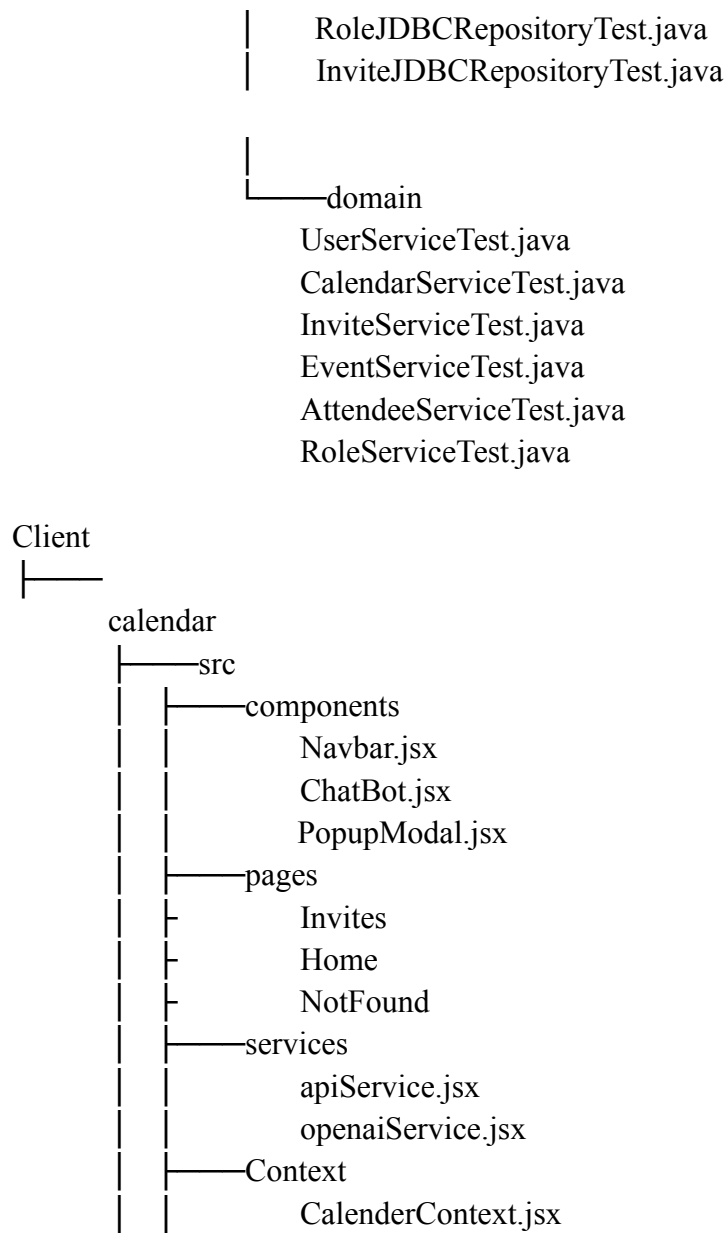 RoleJDBCRepositoryTest.java
InviteJDBCRepositoryTest.java
domain
UserServiceTest.java
CalendarServiceTest.java
InviteServiceTest.java
EventServiceTest.java
AttendeeServiceTest.java
RoleServiceTest.java
Client
calendar
src
components
Navbar.jsx
ChatBot.jsx
PopupModal.jsx
pages
Invites
Home
NotFound
services
apiService.jsx
openaiService.jsx
Context
CalenderContext.jsx